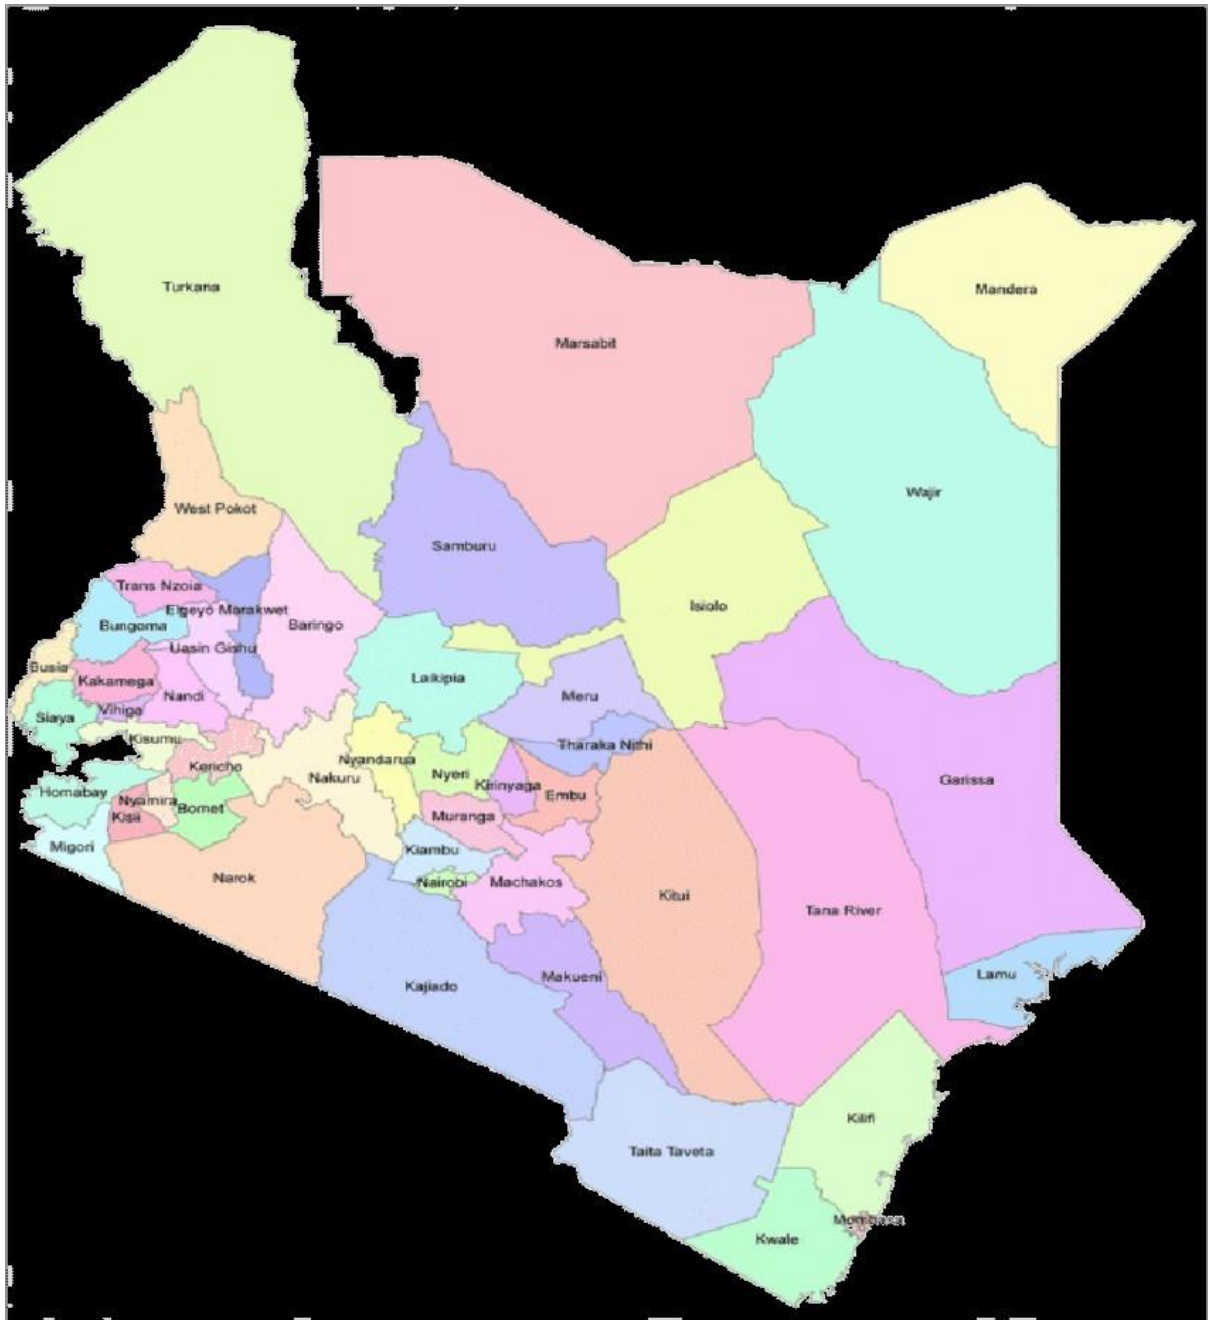 Turkana
Mandera
Marsabit
Wajir
West Pokot
Samburu
Trans Nzoia
Isiolo
Elgeyo Marakwet
Bungoma
Baringo
Uasin Gishu
Busia
Kakamega
Laikipia
Nandi
Meru
Vihiga
Siaya
Kisumu
Tharaka Nithi
Nyandarua
Kericho
Nakuru
Nyeri
Garissa
Kirinyaga
Homabay
Embu
Nyamira
Bomet
Kisii
Muranga
Migori
Kiambu
Narok
Nairobi
Machakos
Kitui
Tana River
Lamu
Makueni
Kajiado
Kilifi
Taita Taveta
Mombasa
Kwale